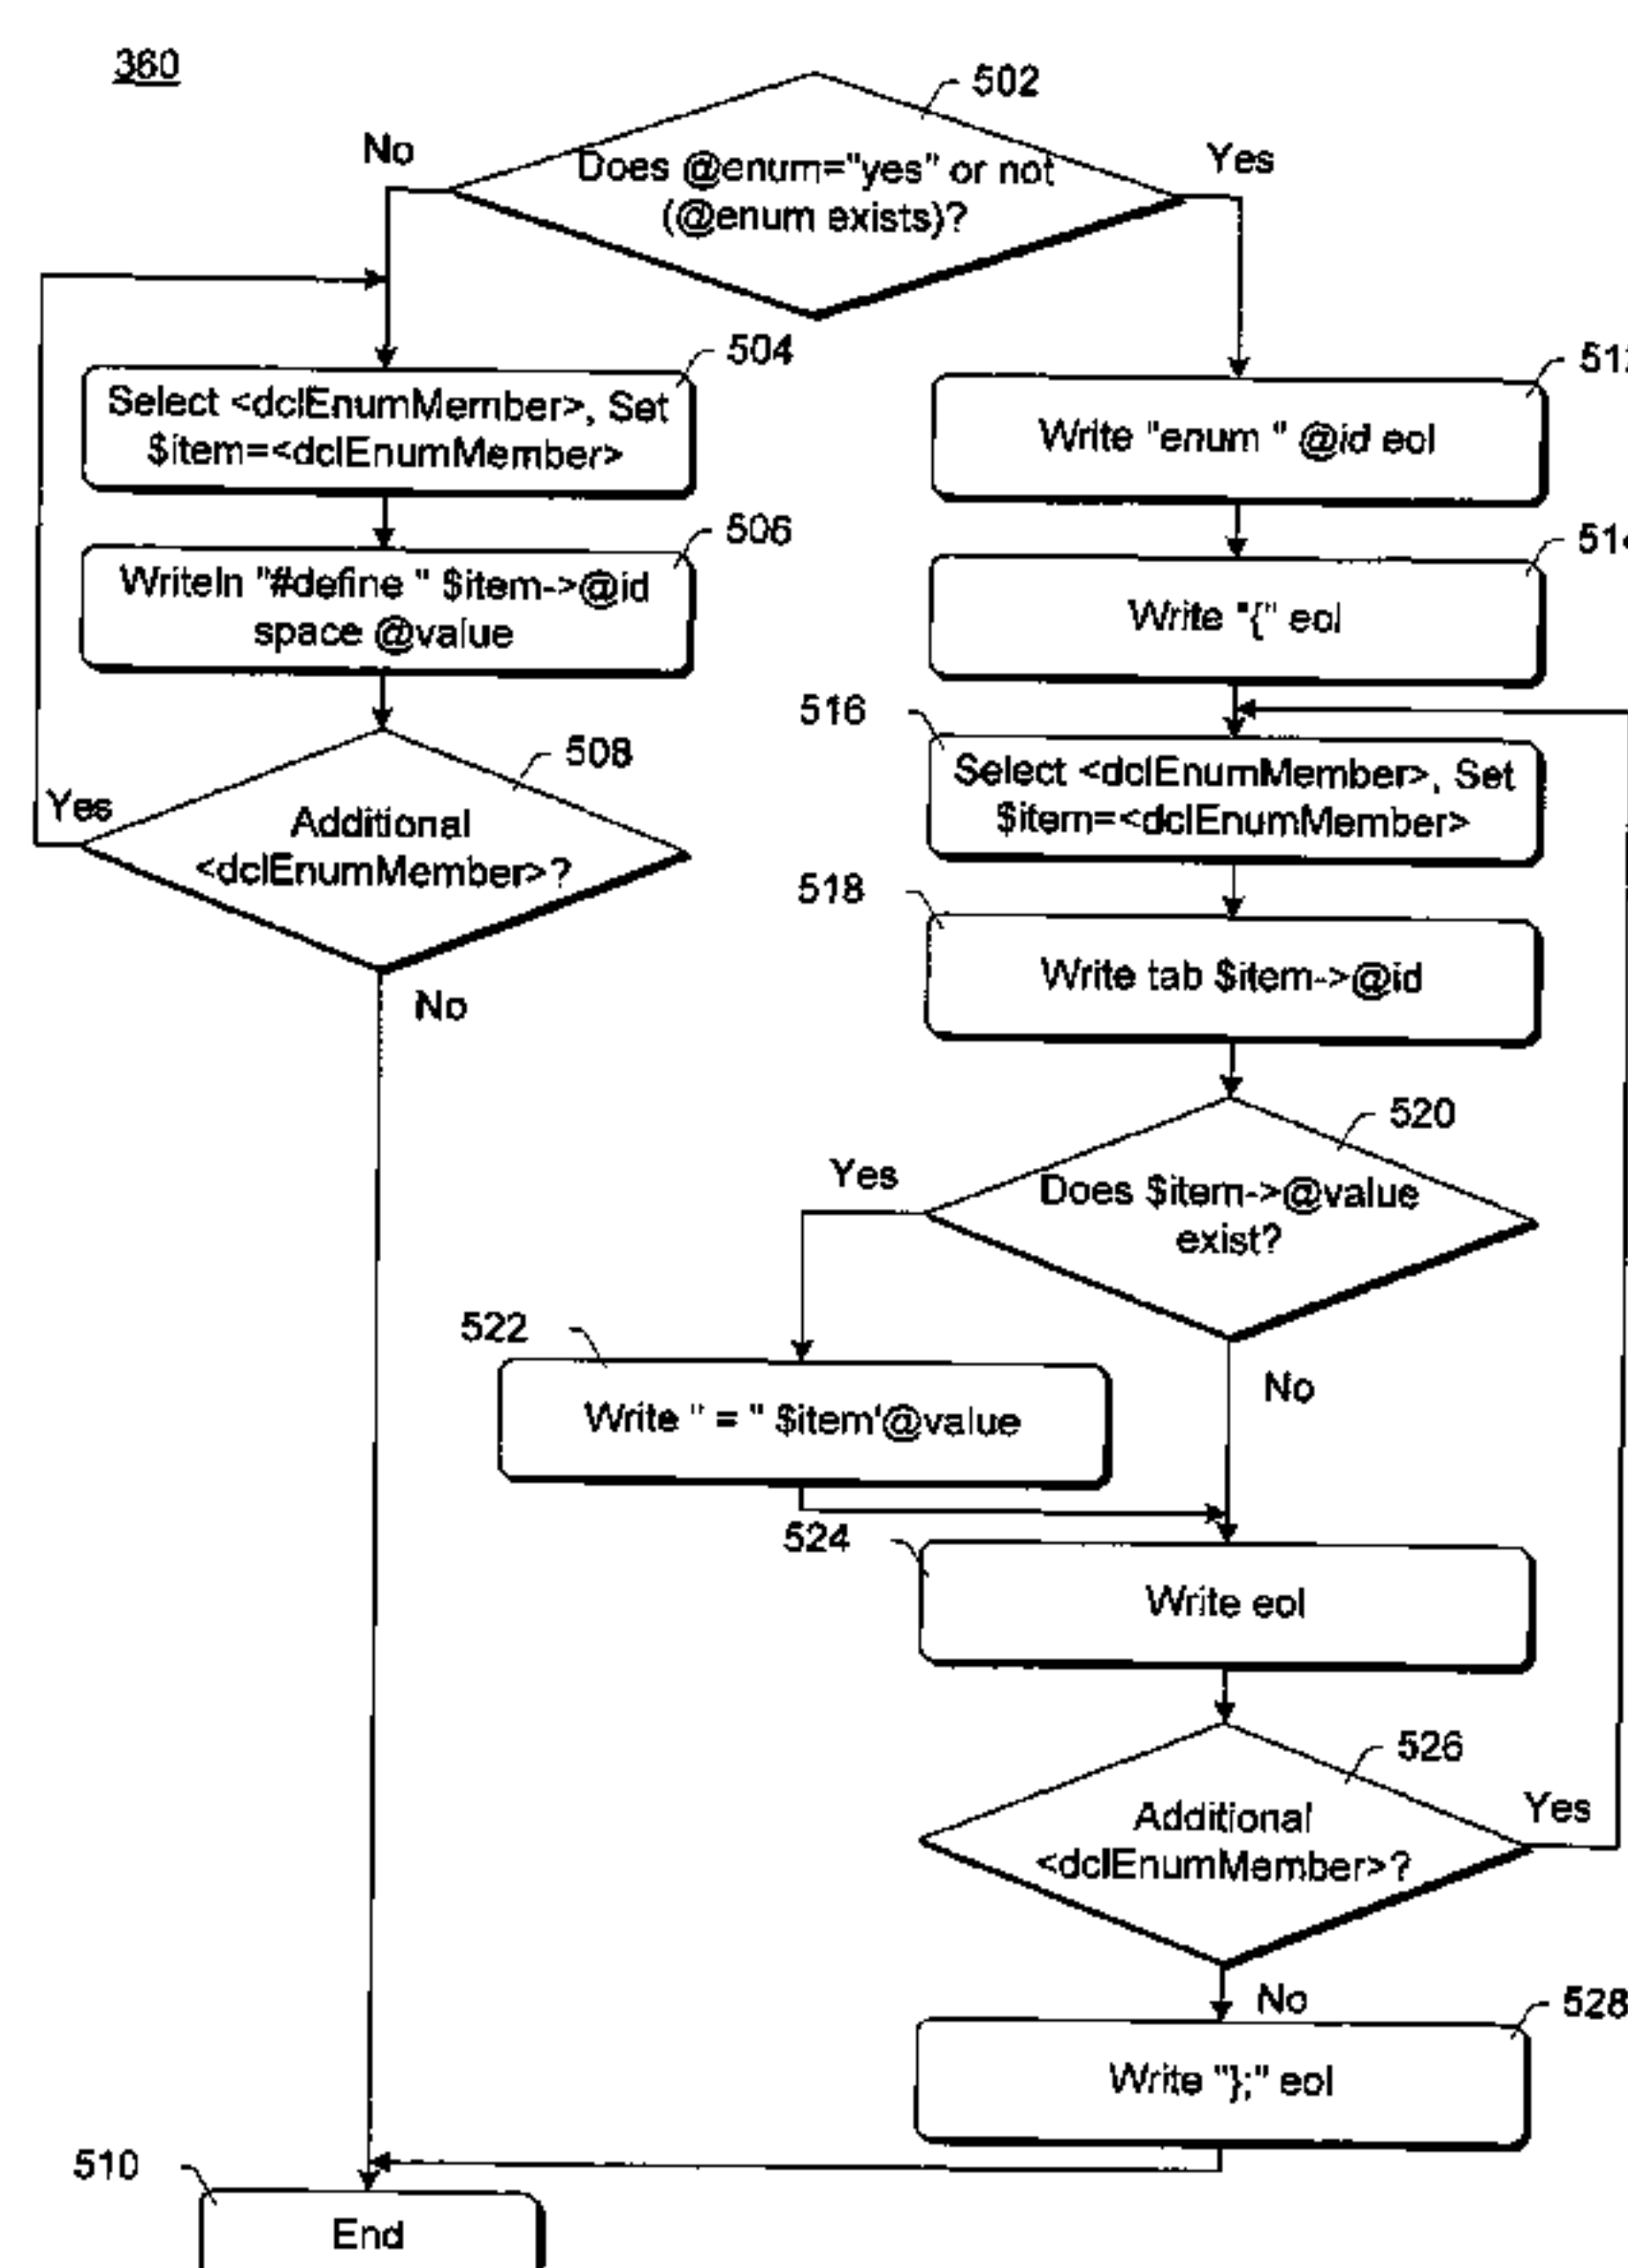 360
502
No
Does @enum="yes" or not
(@enum exists)?
Yes
504
Select <dclEnumMember>, Set
$item=<dclEnumMember>
506
Writeln "#define " $item->@id
space @value
508
Yes
Additional
<dclEnumMember>?
No
512
Write "enum " @id eol
514
Write "{" eol
516
Select <dclEnumMember>, Set
$item=<dclEnumMember>
518
Write tab $item->@id
520
Yes
Does $item->@value
exist?
No
522
Write " = " $item'@value
524
Write eol
526
Additional
<dclEnumMember>?
Yes
No
528
Write "};" eol
510
End